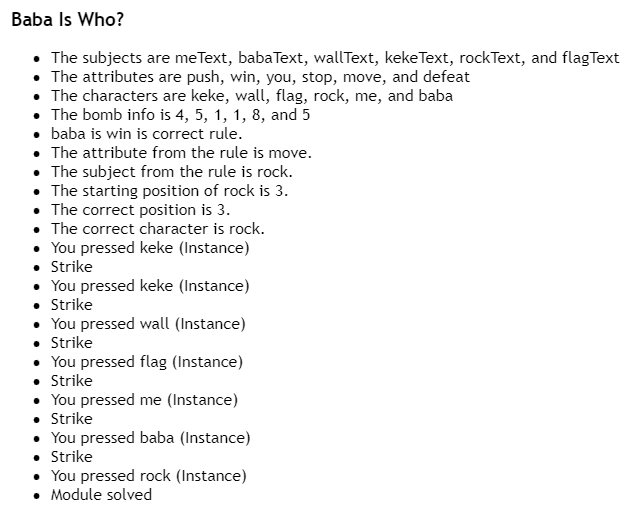 Baba Is Who?
• The subjects are meText, babaText, wallText, kekeText, rockText, and flagText
• The attributes are push, win, you, stop, move, and defeat
• The characters are keke, wall, flag, rock, me, and baba
• The bomb info is 4, 5, 1, 1, 8, and 5
• baba is win is correct rule.
• The attribute from the rule is move.
• The subject from the rule is rock.
• The starting position of rock is 3.
• The correct position is 3.
• The correct character is rock.
• You pressed keke (Instance)
• Strike
• You pressed keke (Instance)
• Strike
• You pressed wall (Instance)
• Strike
• You pressed flag (Instance)
• Strike
• You pressed me (Instance)
• Strike
• You pressed baba (Instance)
• Strike
• You pressed rock (Instance)
• Module solved